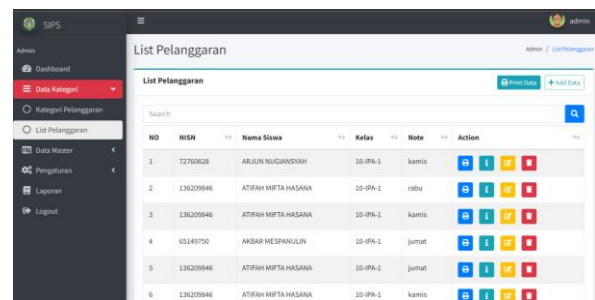 SIPS
admin
Admin
Dashboard
Data Kategori
Kategori Pelanggaran
List Pelanggaran
Data Master
Pengaturan
Laporan
Logout
List Pelanggaran
Admin / List Pelanggaran
List Pelanggaran
Print Data
+ Add Data
Search
NO NISN Nama Siswa Kelas Note Action
1 72760828 ARJUN NUGIANSYAH 10-IPA-1 kamis
2 136209846 ATIFAH MIFTA HASANA 10-IPA-1 rabu
3 136209846 ATIFAH MIFTA HASANA 10-IPA-1 kamis
4 65149750 AKBAR MESPANULIN 10-IPA-1 jumat
5 136209846 ATIFAH MIFTA HASANA 10-IPA-1 jumat
6 136209846 ATIFAH MIFTA HASANA 10-IPA-1 kamis